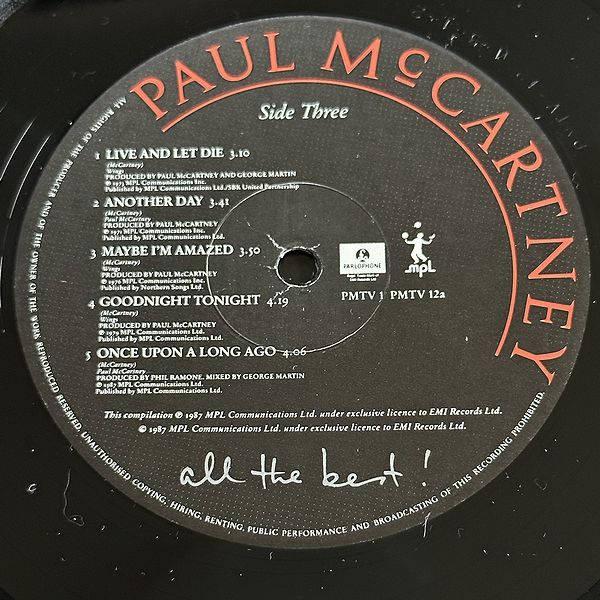 PAUL McCARTNEY
Side Three
1 LIVE AND LET DIE 3.10
(McCartney)
Wings
PRODUCED BY PAUL McCARTNEY AND GEORGE MARTIN
℗ 1973 MPL Communications Inc.
Published by MPL Communications Ltd./SBK United Partnership
2 ANOTHER DAY 3.41
(McCartney)
Paul McCartney
PRODUCED BY PAUL McCARTNEY
℗ 1971 MPL Communications Inc.
Published by MPL Communications Ltd.
3 MAYBE I'M AMAZED 3.50
(McCartney)
Wings
PRODUCED BY PAUL McCARTNEY
℗ 1976 MPL Communications Inc.
Published by Northern Songs Ltd.
4 GOODNIGHT TONIGHT 4.19
(McCartney)
Wings
PRODUCED BY PAUL McCARTNEY
℗ 1979 MPL Communications Inc.
Published by MPL Communications Ltd.
5 ONCE UPON A LONG AGO 4.06
(McCartney)
Paul McCartney
PRODUCED BY PHIL RAMONE. MIXED BY GEORGE MARTIN
℗ 1987 MPL Communications Ltd.
Published by MPL Communications Ltd.
PARLOPHONE
MPL
PMTV 1 PMTV 12a
This compilation ℗ 1987 MPL Communications Ltd. under exclusive licence to EMI Records Ltd.
© 1987 MPL Communications Ltd. under exclusive licence to EMI Records Ltd.
all the best!
ALL RIGHTS OF THE PRODUCER AND OF THE OWNER OF THE WORK REPRODUCED RESERVED. UNAUTHORISED COPYING, HIRING, RENTING, PUBLIC PERFORMANCE AND BROADCASTING OF THIS RECORDING PROHIBITED.